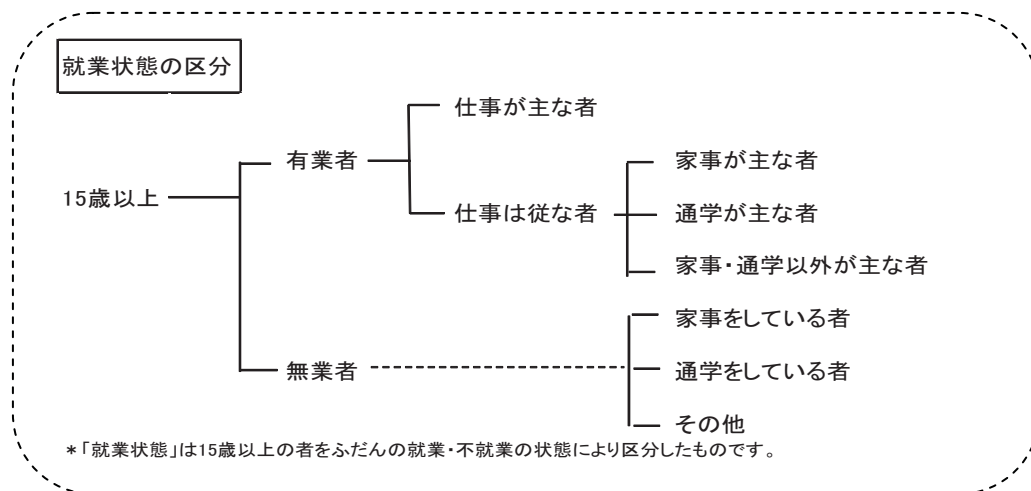 就業状態の区分
仕事が主な者
有業者
家事が主な者
15歳以上
仕事は従な者
通学が主な者
家事・通学以外が主な者
家事をしている者
無業者
通学をしている者
その他
*「就業状態」は15歳以上の者をふだんの就業・不就業の状態により区分したものです。